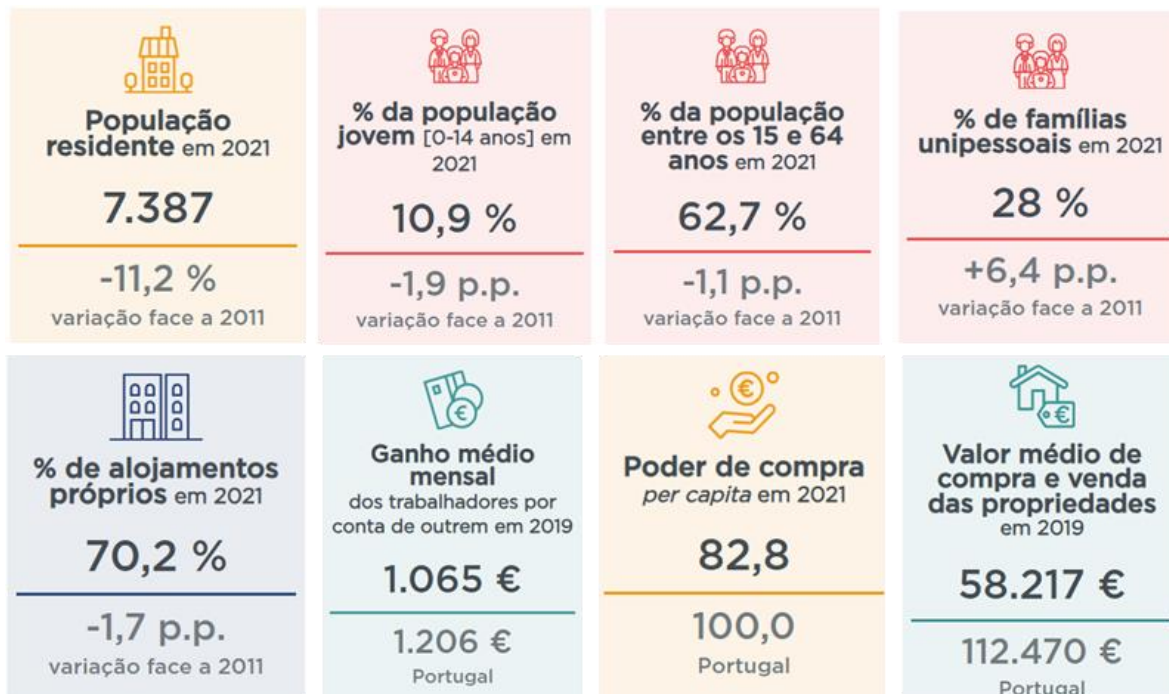 População
residente em 2021
7.387
-11,2 %
variação face a 2011
% da população
jovem [0-14 anos] em
2021
10,9 %
-1,9 p.p.
variação face a 2011
% da população
entre os 15 e 64
anos em 2021
62,7 %
-1,1 p.p.
variação face a 2011
% de famílias
unipessoais em 2021
28 %
+6,4 p.p.
variação face a 2011
% de alojamentos
próprios em 2021
70,2 %
-1,7 p.p.
variação face a 2011
Ganho médio
mensal
dos trabalhadores por
conta de outrem em 2019
1.065 €
1.206 €
Portugal
Poder de compra
per capita em 2021
82,8
100,0
Portugal
Valor médio de
compra e venda
das propriedades
em 2019
58.217 €
112.470 €
Portugal